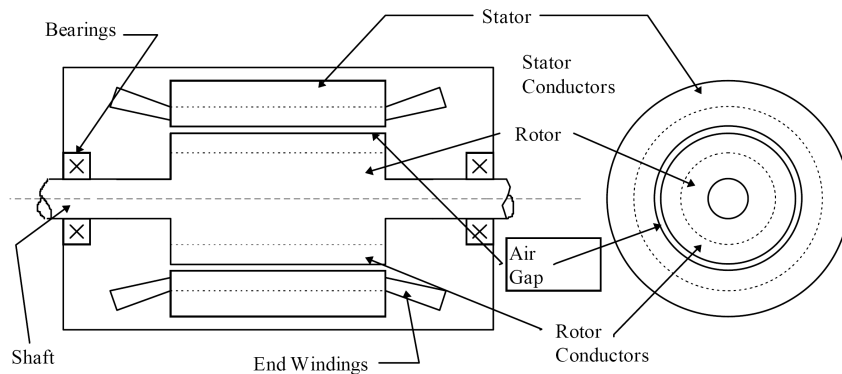 Stator
Bearings
Stator
Conductors
Rotor
Air
Gap
Rotor
Conductors
Shaft
End Windings